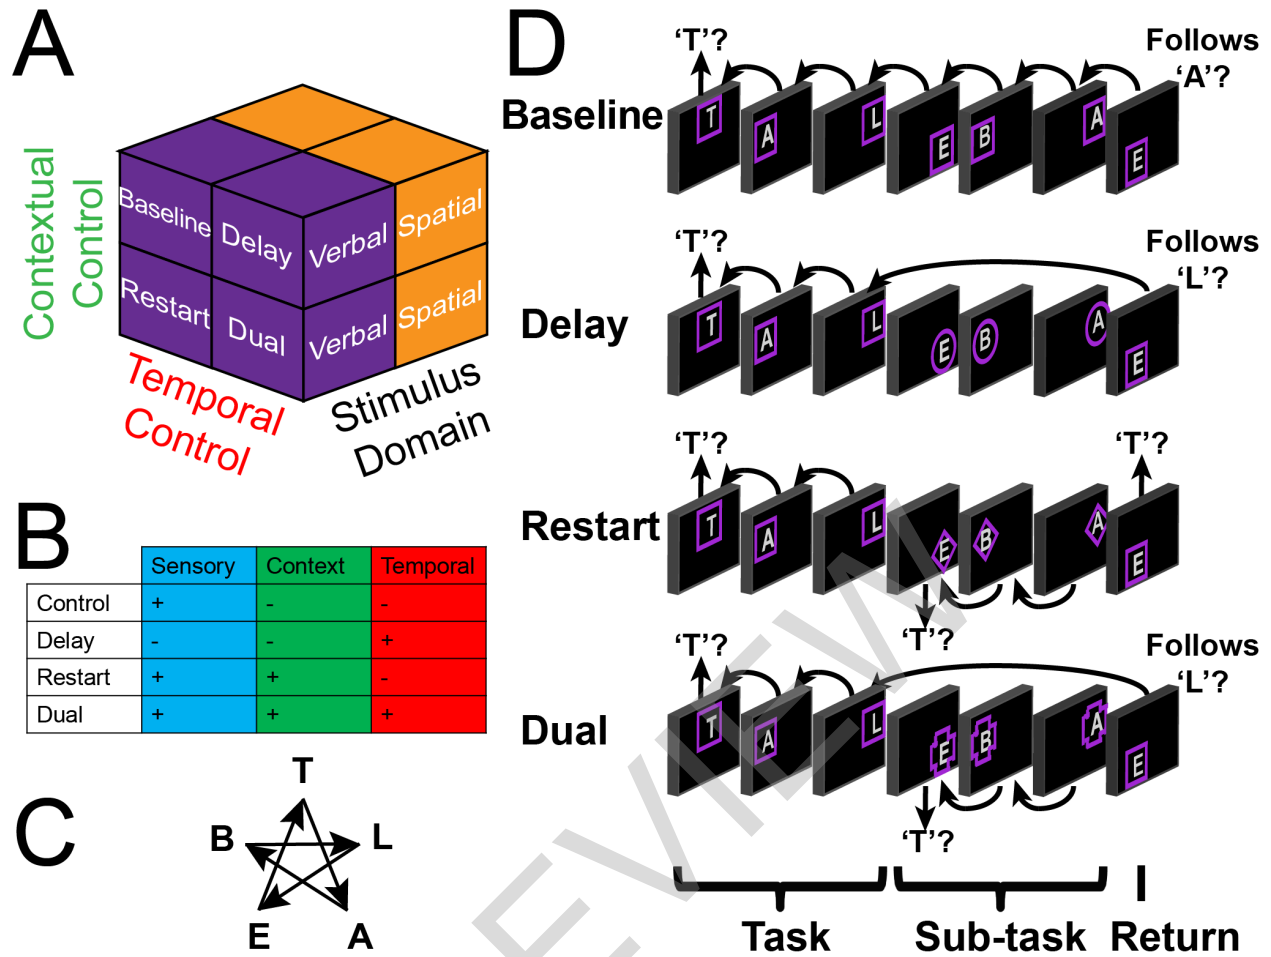 A
Contextual
Control
Baseline
Delay
Verbal
Spatial
Restart
Dual
Verbal
Spatial
Temporal
Control
Stimulus
Domain
B
Sensory Context Temporal
Control + - -
Delay - - +
Restart + + -
Dual + + +
C
T
B L
E A
D
Baseline
‘T’?
Follows
‘A’?
T A L E B A E
Delay
‘T’?
Follows
‘L’?
T A L E B A E
Restart
‘T’? ‘T’?
T A L E B A E
‘T’?
Dual
‘T’?
Follows
‘L’?
T A L E B A E
‘T’?
Task Sub-task Return
EVIEW